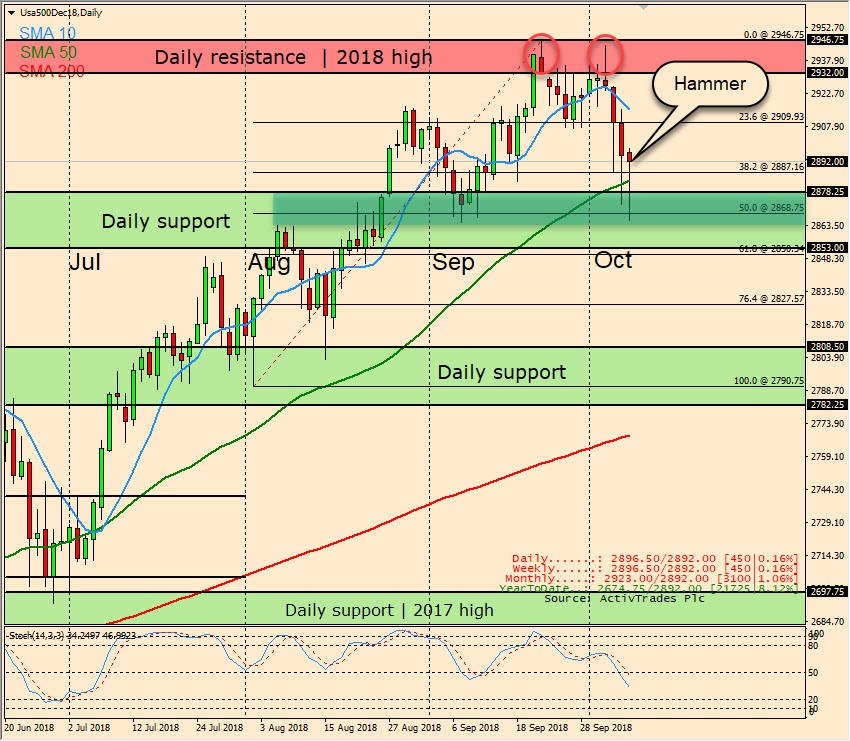 Usa500Dec18,Daily
SMA 10
SMA 50
SMA 200
Daily resistance | 2018 high
0.0 @ 2946.75
Hammer
23.6 @ 2909.93
38.2 @ 2887.16
50.0 @ 2868.75
61.8 @ 2850.34
76.4 @ 2827.57
100.0 @ 2790.75
Daily support
Jul
Aug
Sep
Oct
Daily support
Daily......: 2896.50/2892.00 [450|0.16%]
Weekly.....: 2896.50/2892.00 [450|0.16%]
Monthly....: 2923.00/2892.00 [3100|1.06%]
YearToDate..: 2674.75/2892.00 [21725|8.12%]
Source: ActivTrades Plc
Daily support | 2017 high
2952.70
2946.75
2937.90
2932.00
2922.70
2907.90
2892.00
2878.25
2863.50
2853.00
2848.30
2833.50
2818.70
2808.50
2803.90
2788.70
2782.25
2773.90
2759.10
2744.30
2729.10
2714.30
2697.75
2684.70
Stoch(14,3,3) 34.2497 46.9923
100
90
80
50
20
10
0
20 Jun 2018
2 Jul 2018
12 Jul 2018
24 Jul 2018
3 Aug 2018
15 Aug 2018
27 Aug 2018
6 Sep 2018
18 Sep 2018
28 Sep 2018